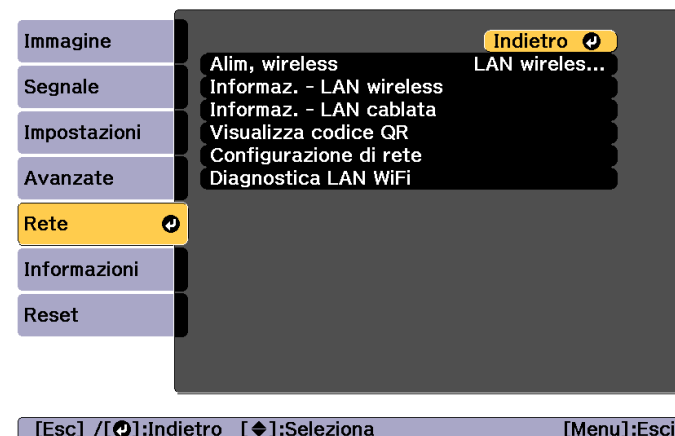 Immagine
Segnale
Impostazioni
Avanzate
Rete
Informazioni
Reset
Indietro
Alim, wireless LAN wireles...
Informaz. - LAN wireless
Informaz. - LAN cablata
Visualizza codice QR
Configurazione di rete
Diagnostica LAN WiFi
[Esc] /[⏎]:Indietro [◆]:Seleziona [Menu]:Esci